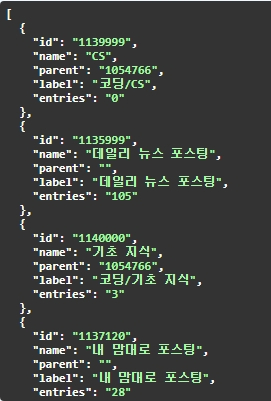 [
{
"id": "1139999",
"name": "CS",
"parent": "1054766",
"label": "코딩/CS",
"entries": "0"
},
{
"id": "1135999",
"name": "데일리 뉴스 포스팅",
"parent": "",
"label": "데일리 뉴스 포스팅",
"entries": "105"
},
{
"id": "1140000",
"name": "기초 지식",
"parent": "1054766",
"label": "코딩/기초 지식",
"entries": "3"
},
{
"id": "1137120",
"name": "내 맘대로 포스팅",
"parent": "",
"label": "내 맘대로 포스팅",
"entries": "28"